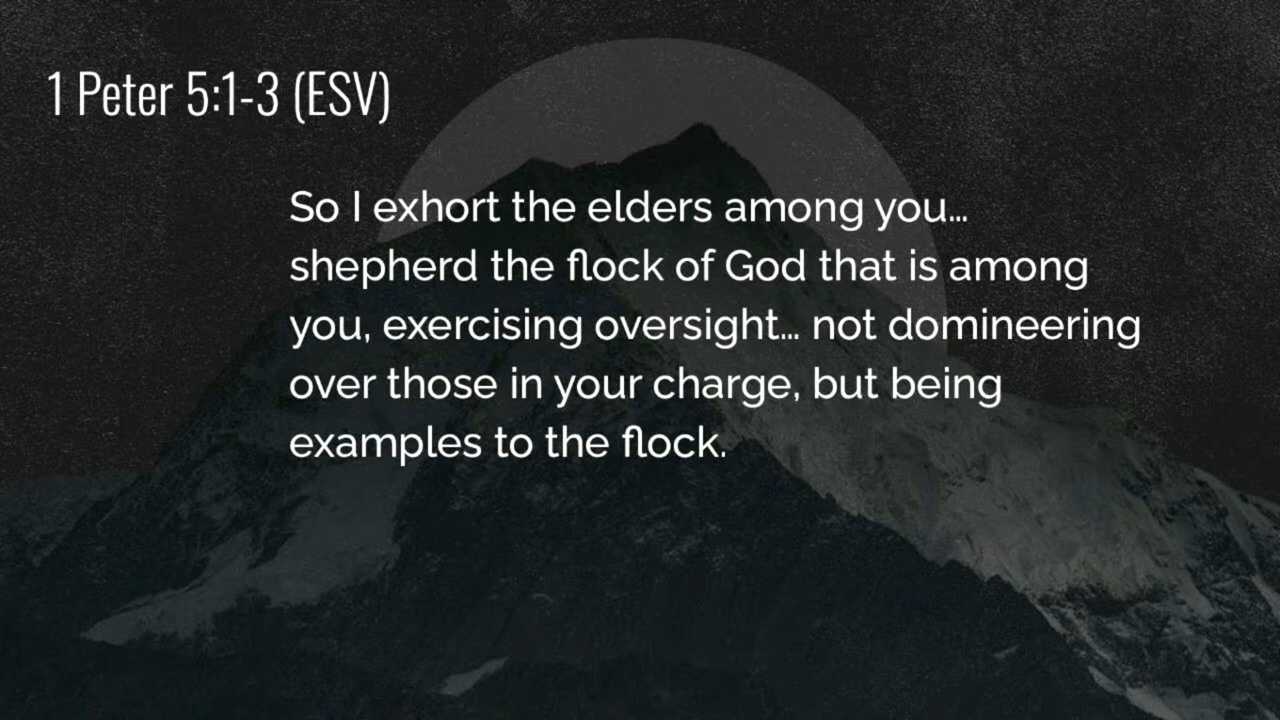 1 Peter 5:1-3 (ESV)
So I exhort the elders among you…
shepherd the flock of God that is among
you, exercising oversight… not domineering
over those in your charge, but being
examples to the flock.